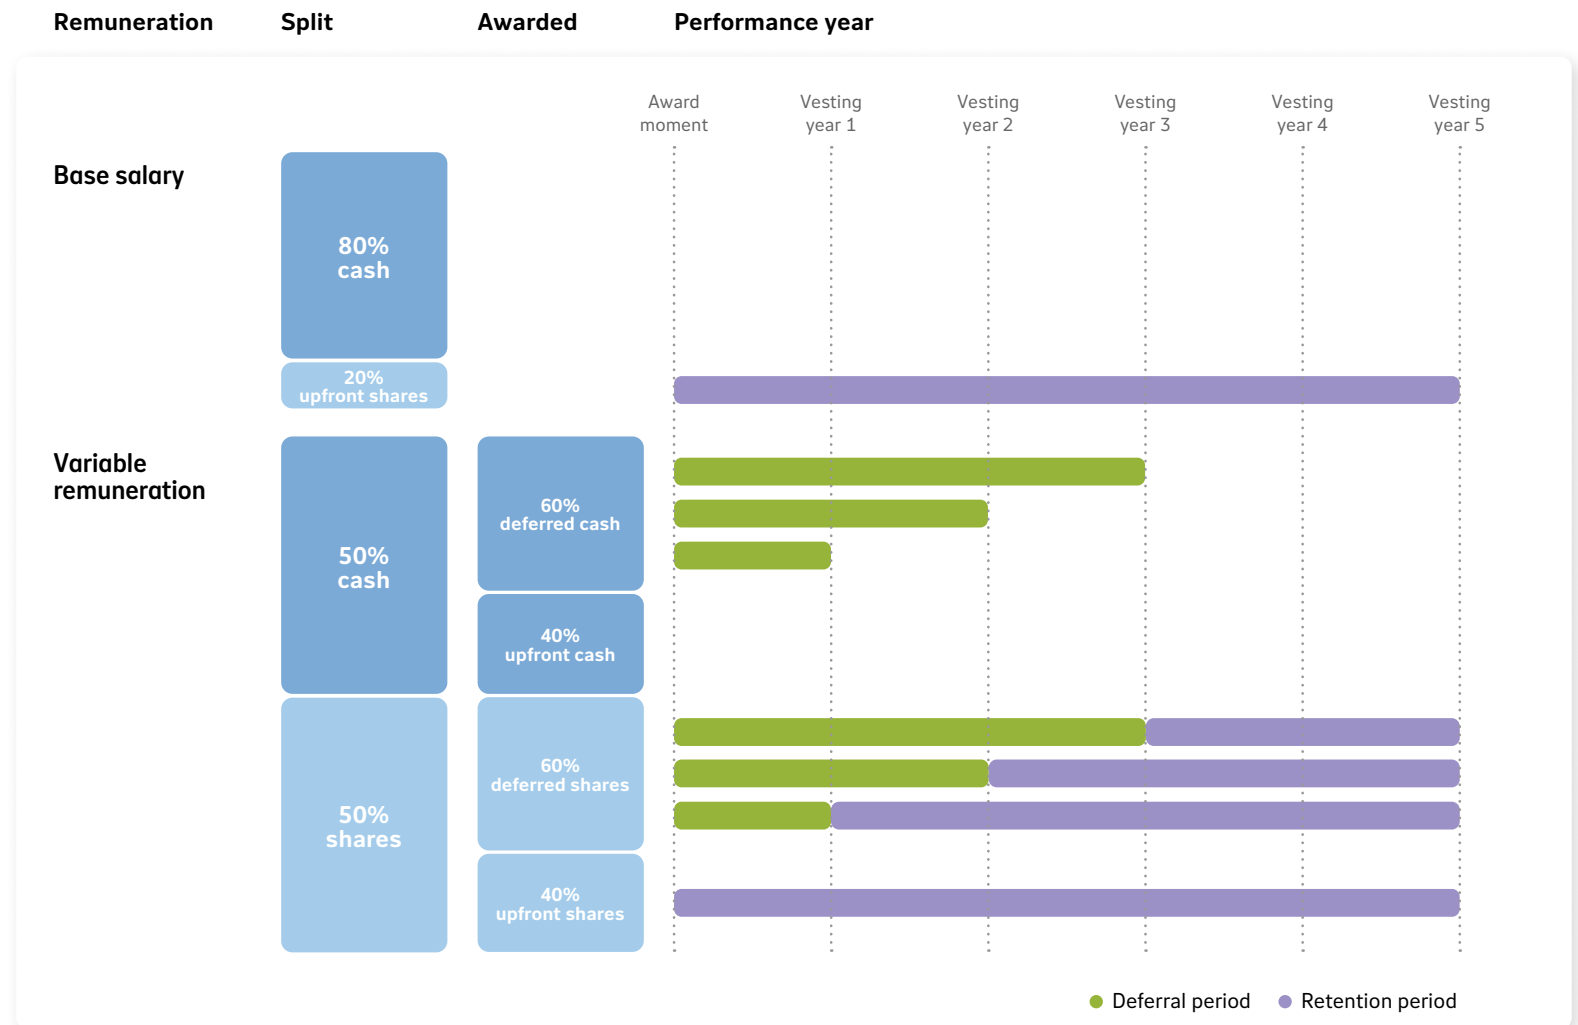 Remuneration
Split
Awarded
Performance year
Award
moment
Vesting
year 1
Vesting
year 2
Vesting
year 3
Vesting
year 4
Vesting
year 5
Base salary
80%
cash
20%
upfront shares
Variable
remuneration
50%
cash
60%
deferred cash
40%
upfront cash
50%
shares
60%
deferred shares
40%
upfront shares
Deferral period
Retention period